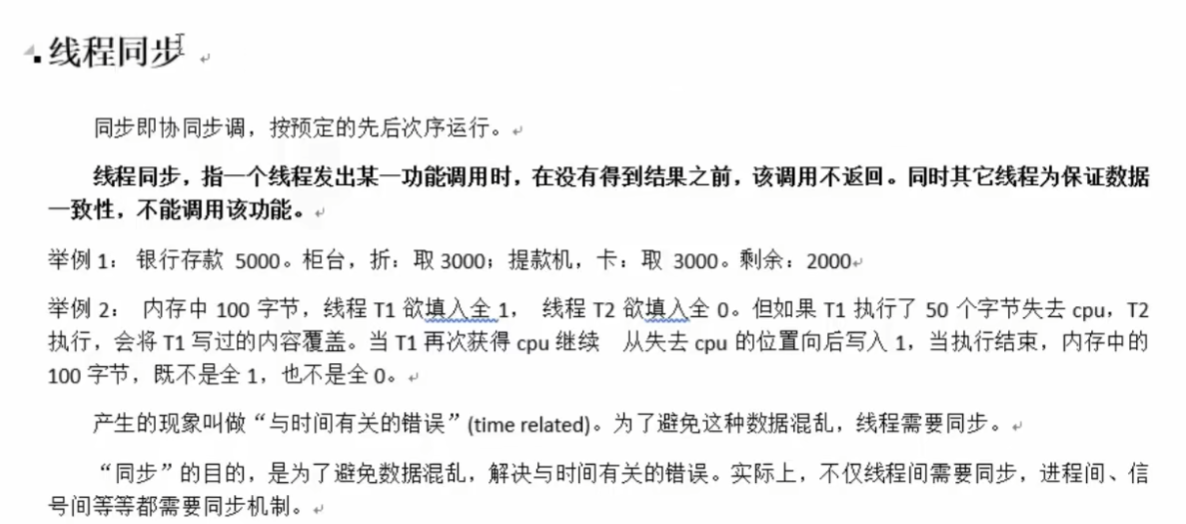 线程同步
同步即协同步调，按预定的先后次序运行。
线程同步，指一个线程发出某一功能调用时，在没有得到结果之前，该调用不返回。同时其它线程为保证数据
一致性，不能调用该功能。
举例1： 银行存款 5000。柜台，折：取3000；提款机，卡：取 3000。剩余：2000
举例 2： 内存中 100 字节，线程 T1 欲填入全 1， 线程 T2 欲填入全 0。但如果 T1 执行了 50 个字节失去 cpu，T2
执行，会将 T1 写过的内容覆盖。当 T1 再次获得 cpu 继续 从失去 cpu 的位置向后写入 1，当执行结束，内存中的
100 字节，既不是全 1，也不是全 0。
产生的现象叫做“与时间有关的错误”(time related)。为了避免这种数据混乱，线程需要同步。
“同步”的目的，是为了避免数据混乱，解决与时间有关的错误。实际上，不仅线程间需要同步，进程间、信
号间等等都需要同步机制。